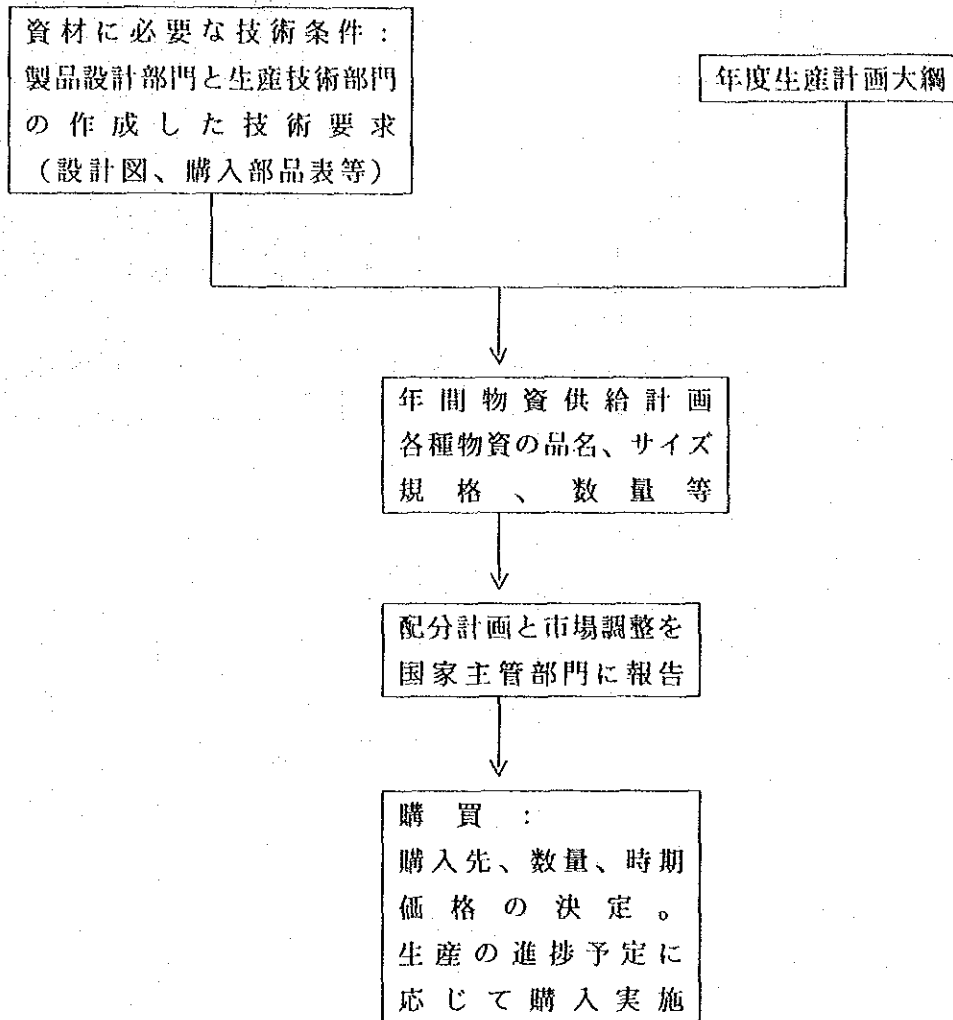 資材に必要な技術条件:
製品設計部門と生産技術部門
の作成した技術要求
(設計図、購入部品表等)
年度生産計画大綱
年間物資供給計画
各種物資の品名、サイズ
規格、数量等
配分計画と市場調整を
国家主管部門に報告
購買:
購入先、数量、時期
価格の決定。
生産の進捗予定に
応じて購入実施